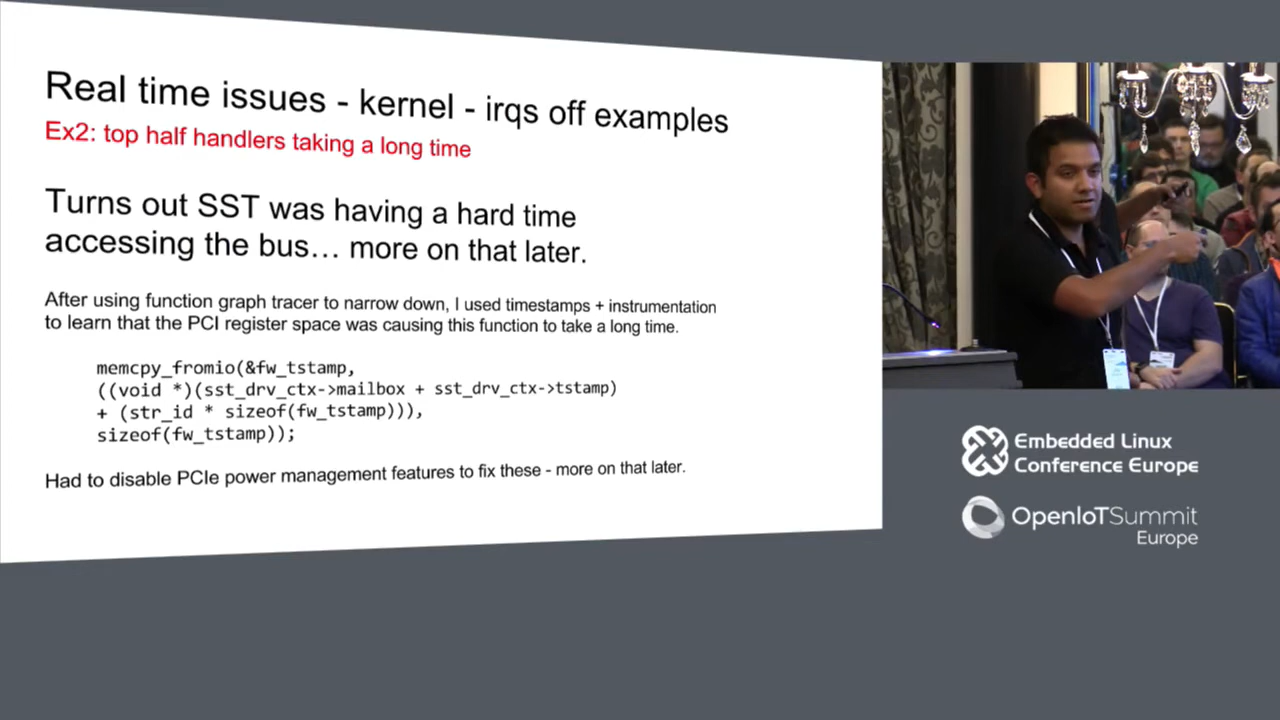 Real time issues - kernel - irqs off examples
Ex2: top half handlers taking a long time
Turns out SST was having a hard time
accessing the bus… more on that later.
After using function graph tracer to narrow down, I used timestamps + instrumentation
to learn that the PCI register space was causing this function to take a long time.
memcpy_fromio(&fw_tstamp,
((void *)(sst_drv_ctx->mailbox + sst_drv_ctx->tstamp)
+ (str_id * sizeof(fw_tstamp))),
sizeof(fw_tstamp));
Had to disable PCIe power management features to fix these - more on that later.
Embedded Linux
Conference Europe
OpenIoTSummit
Europe